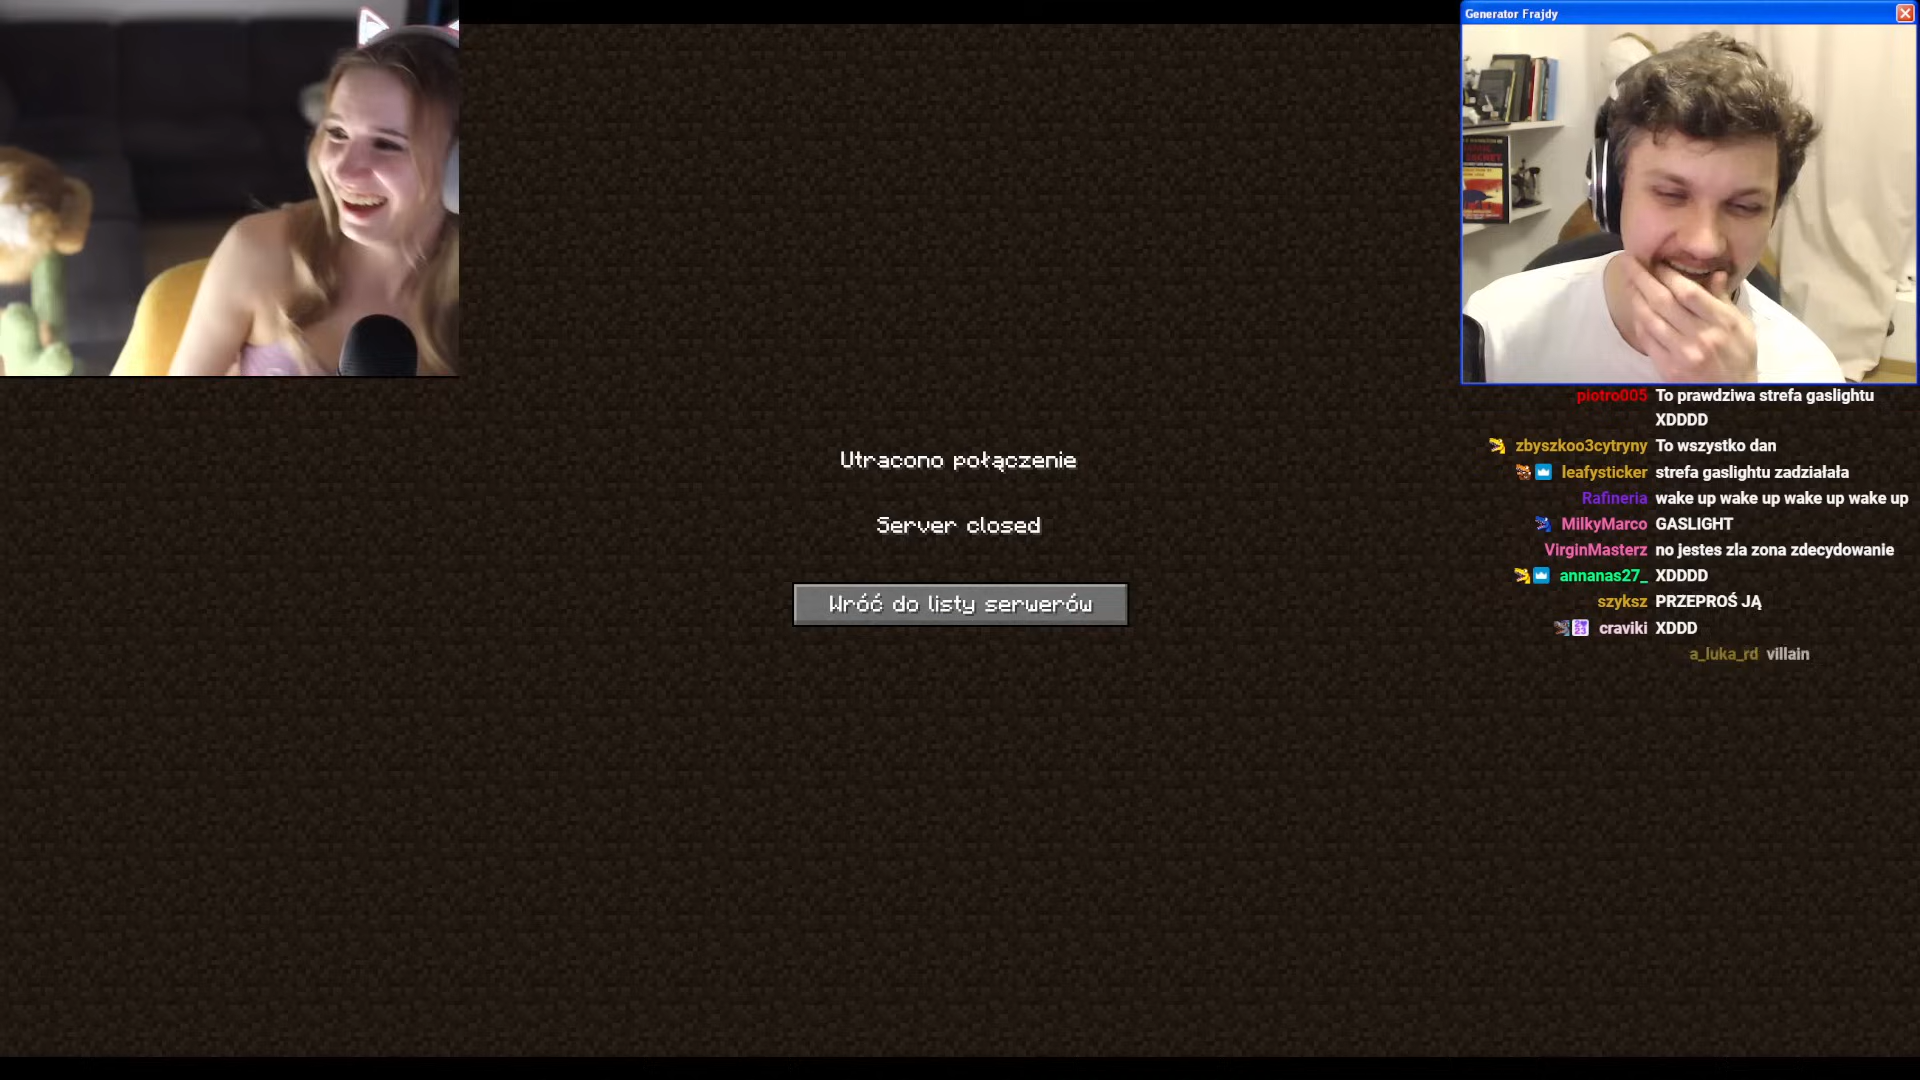 Generator Frajdy
Utracono połączenie
Server closed
Wróć do listy serwerów
piotro005 To prawdziwa strefa gaslightu
XDDDD
zbyszkoo3cytryny To wszystko dan
leafysticker strefa gaslightu zadziałała
Rafineria wake up wake up wake up wake up
MilkyMarco GASLIGHT
VirginMasterz no jestes zla zona zdecydowanie
annanas27_ XDDDD
szyksz PRZEPROŚ JĄ
craviki XDDD
a_luka_rd villain